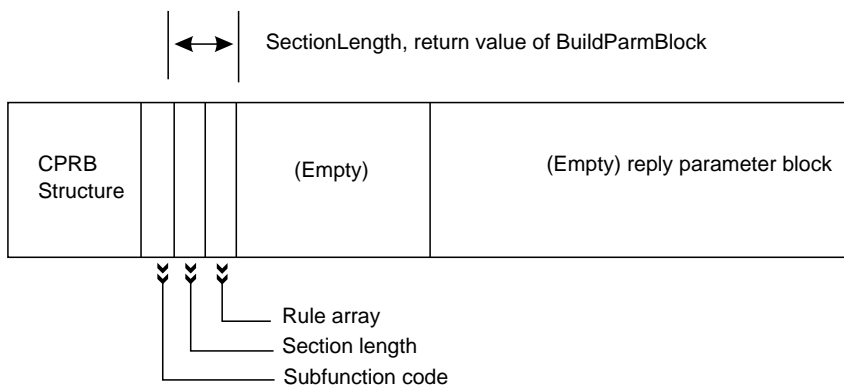 SectionLength, return value of BuildParmBlock
CPRB
Structure
(Empty)
(Empty) reply parameter block
Rule array
Section length
Subfunction code